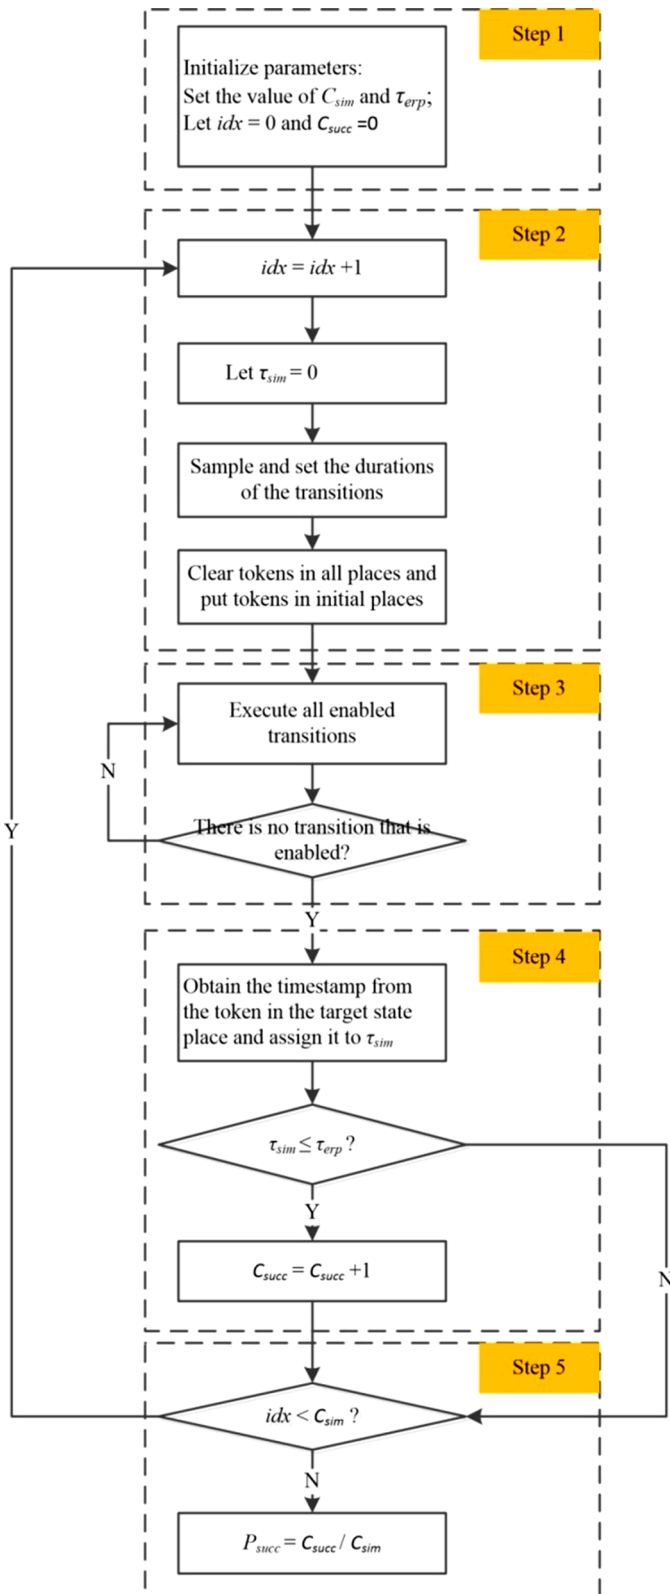 Step 1
Initialize parameters:
Set the value of C_sim and τ_erp;
Let idx = 0 and C_succ =0
Step 2
idx = idx +1
Let τ_sim = 0
Sample and set the durations
of the transitions
Clear tokens in all places and
put tokens in initial places
Step 3
Execute all enabled
transitions
N
There is no transition that is
enabled?
Y
Y
Step 4
Obtain the timestamp from
the token in the target state
place and assign it to τ_sim
τ_sim ≤ τ_erp ?
Y
C_succ = C_succ +1
N
Step 5
idx < C_sim ?
N
P_succ = C_succ / C_sim